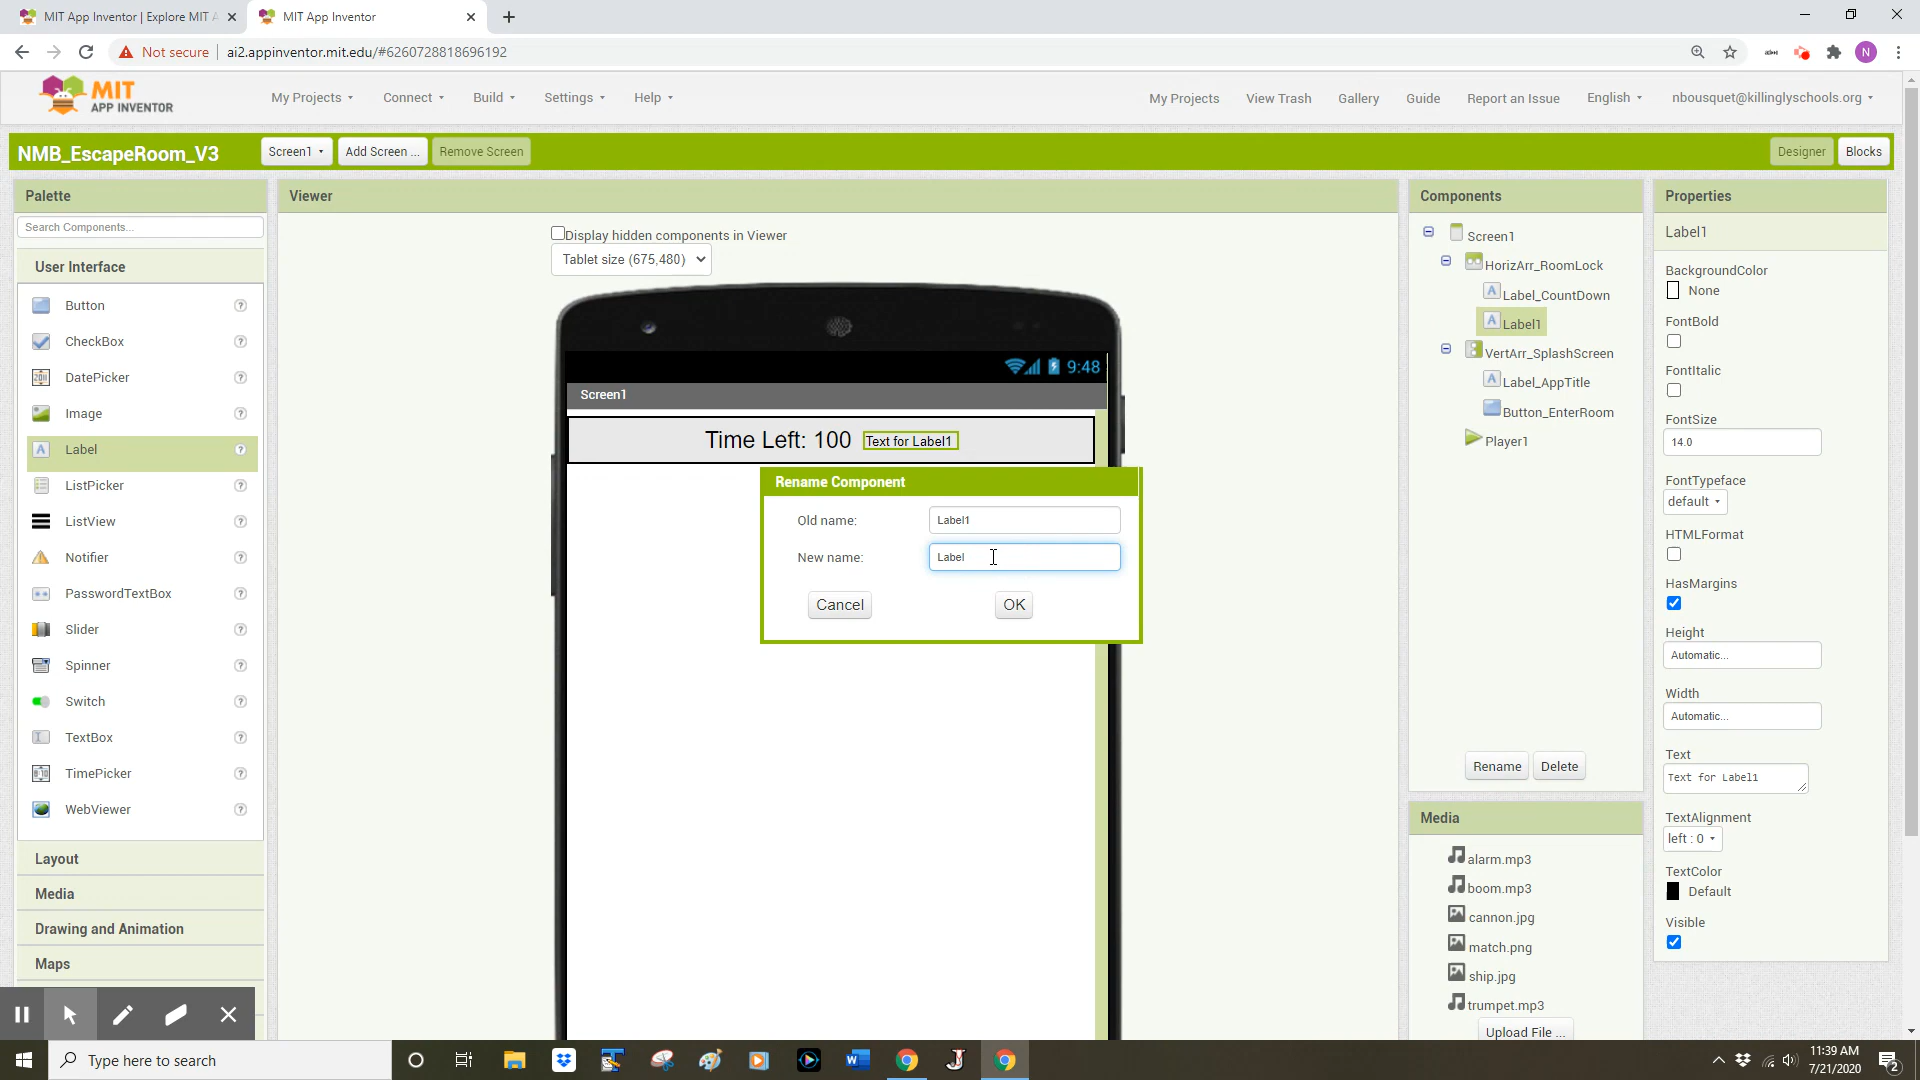 MIT App Inventor | Explore MIT A
MIT App Inventor
Not secure
ai2.appinventor.mit.edu/#6260728818696192
N
MIT
APP INVENTOR
My Projects
Connect
Build
Settings
Help
My Projects
View Trash
Gallery
Guide
Report an Issue
English
nbousquet@killinglyschools.org
NMB_EscapeRoom_V3
Screen1
Add Screen ...
Remove Screen
Designer
Blocks
Palette
Search Components...
User Interface
Button
CheckBox
DatePicker
Image
Label
ListPicker
ListView
Notifier
PasswordTextBox
Slider
Spinner
Switch
TextBox
TimePicker
WebViewer
Layout
Media
Drawing and Animation
Maps
Viewer
Display hidden components in Viewer
Tablet size (675,480)
9:48
Screen1
Time Left: 100
Text for Label1
Rename Component
Old name:
Label1
New name:
Label
Cancel
OK
Components
Screen1
HorizArr_RoomLock
Label_CountDown
Label1
VertArr_SplashScreen
Label_AppTitle
Button_EnterRoom
Player1
Rename
Delete
Media
alarm.mp3
boom.mp3
cannon.jpg
match.png
ship.jpg
trumpet.mp3
Upload File ...
Properties
Label1
BackgroundColor
None
FontBold
FontItalic
FontSize
14.0
FontTypeface
default
HTMLFormat
HasMargins
Height
Automatic...
Width
Automatic...
Text
Text for Label1
TextAlignment
left : 0
TextColor
Default
Visible
Type here to search
11:39 AM
7/21/2020
2